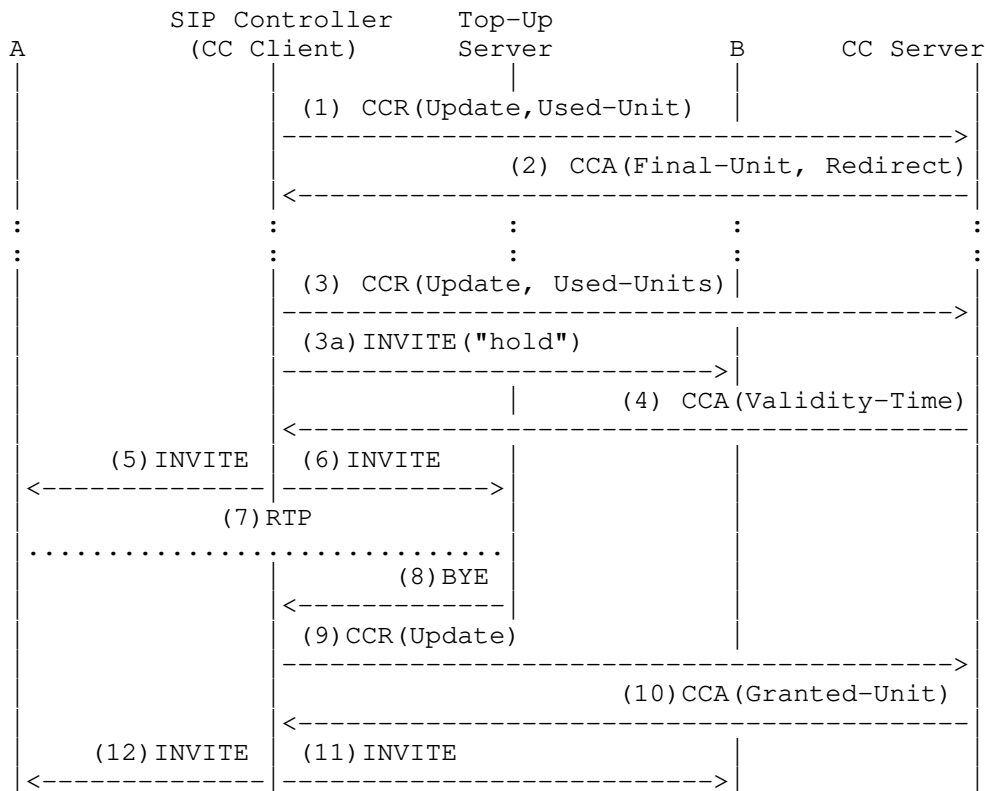 SIP Controller Top-Up
A (CC Client) Server B CC Server
(1) CCR(Update,Used-Unit)
(2) CCA(Final-Unit, Redirect)
(3) CCR(Update, Used-Units)
(3a)INVITE("hold")
(4) CCA(Validity-Time)
(5)INVITE (6)INVITE
(7)RTP
(8)BYE
(9)CCR(Update)
(10)CCA(Granted-Unit)
(12)INVITE (11)INVITE